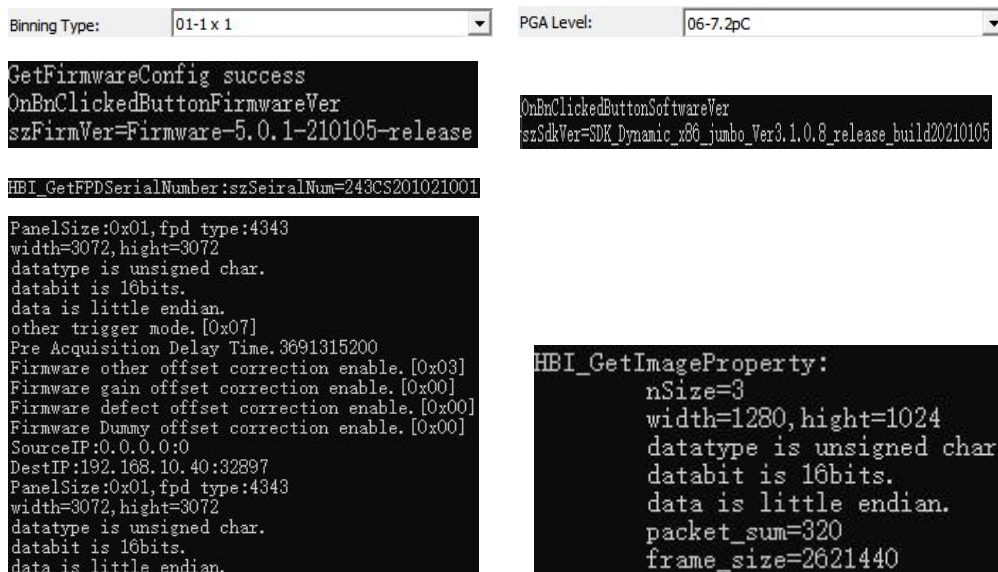 Binning Type: 01-1 x 1
PGA Level: 06-7.2pC
GetFirmwareConfig success
OnBnClickedButtonFirmwareVer
szFirmVer=Firmware-5.0.1-210105-release
OnBnClickedButtonSoftwareVer
szSdkVer=SDK_Dynamic_x86_jumbo_Ver3.1.0.8_release_build20210105
HBI_GetFPDSerialNumber:szSeiralNum=243CS201021001
PanelSize:0x01,fpd type:4343
width=3072,hight=3072
datatype is unsigned char.
databit is 16bits.
data is little endian.
other trigger mode.[0x07]
Pre Acquisition Delay Time.3691315200
Firmware other offset correction enable.[0x03]
Firmware gain offset correction enable.[0x00]
Firmware defect offset correction enable.[0x00]
Firmware Dummy offset correction enable.[0x00]
SourceIP:0.0.0.0:0
DestIP:192.168.10.40:32897
PanelSize:0x01,fpd type:4343
width=3072,hight=3072
datatype is unsigned char.
databit is 16bits.
data is little endian.
HBI_GetImageProperty:
nSize=3
width=1280,hight=1024
datatype is unsigned char
databit is 16bits.
data is little endian.
packet_sum=320
frame_size=2621440